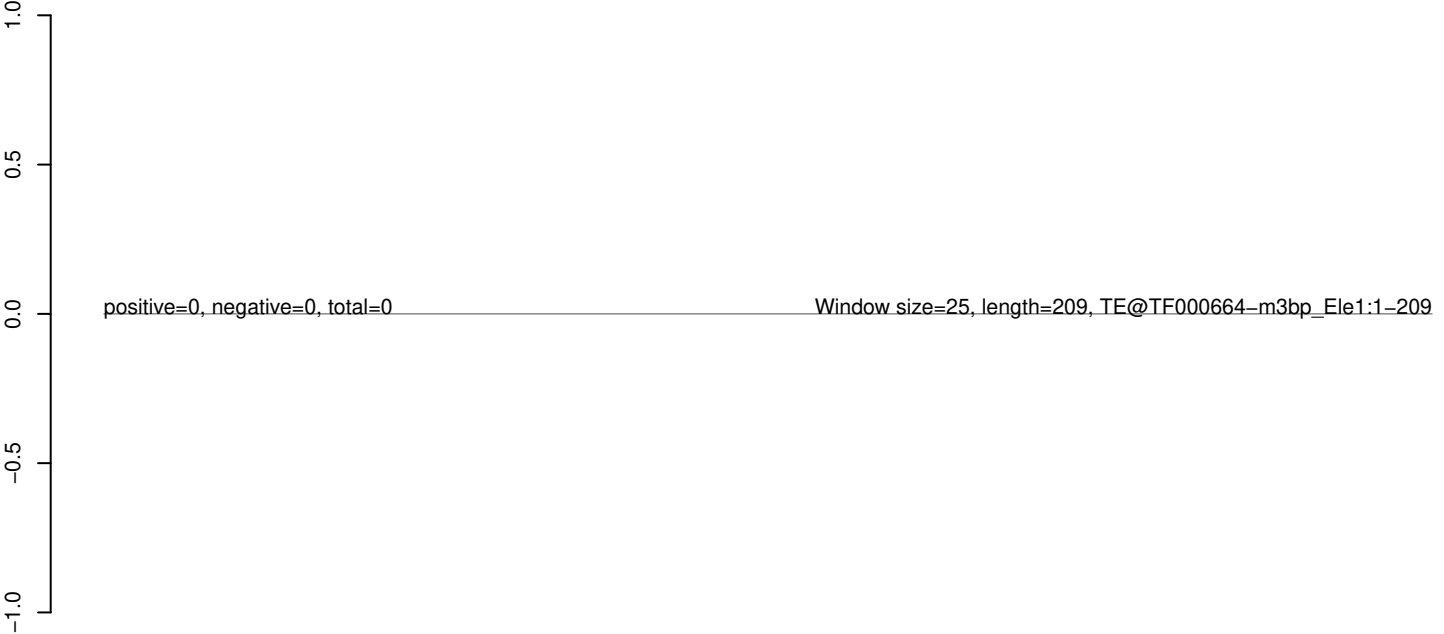 1.0
0.5
0.0
−0.5
−1.0
positive=0, negative=0, total=0
Window size=25, length=209, TE@TF000664−m3bp_Ele1:1−209